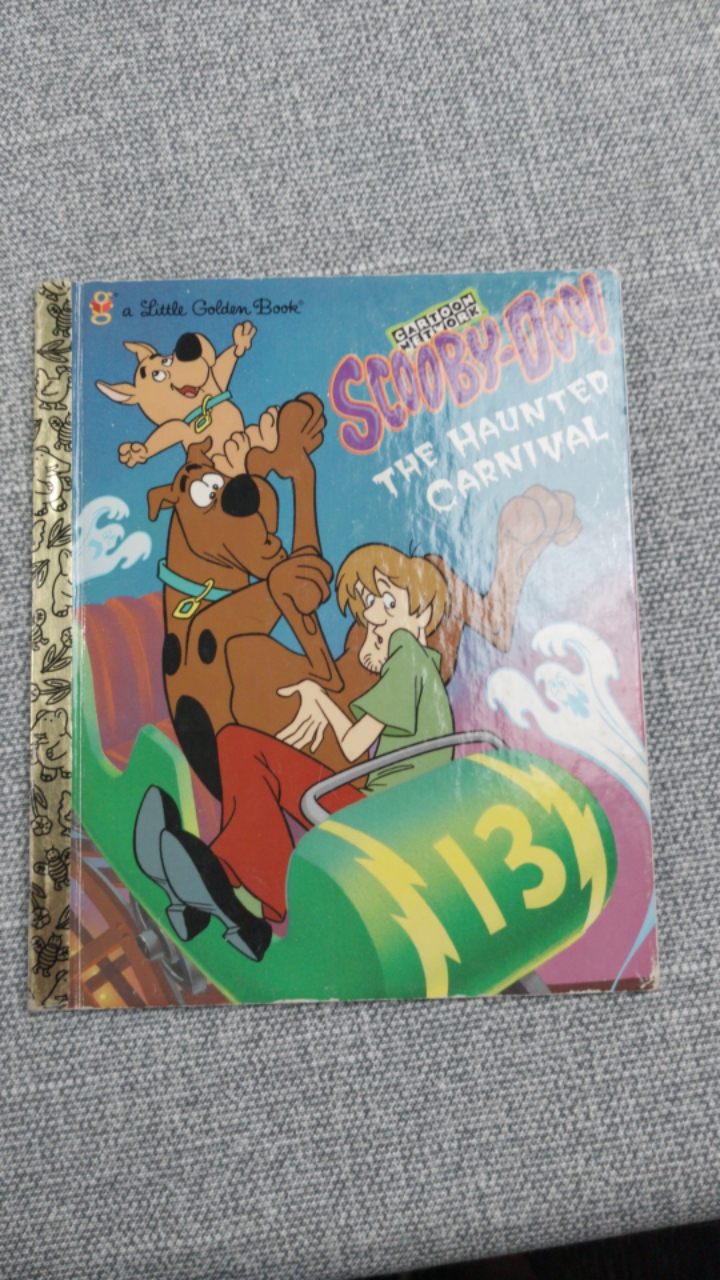 g
a Little Golden Book®
CARTOON
NETWORK
SCOOBY-DOO!
THE HAUNTED
CARNIVAL
13